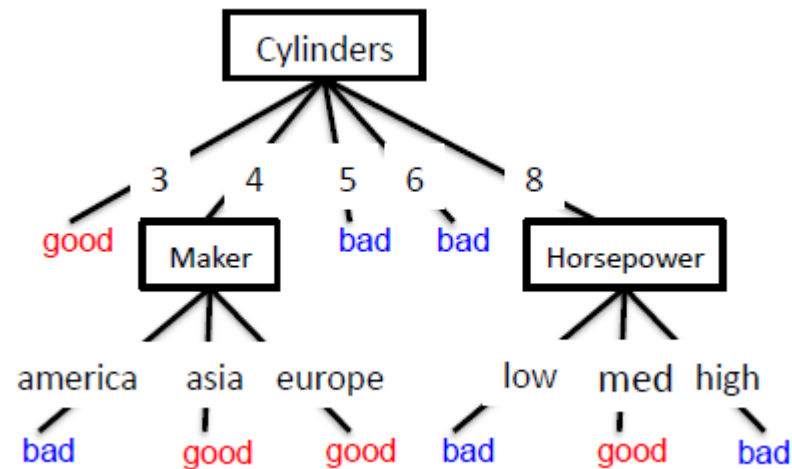 Cylinders
3 4 5 6 8
good Maker bad bad Horsepower
america asia europe low med high
bad good good bad good bad